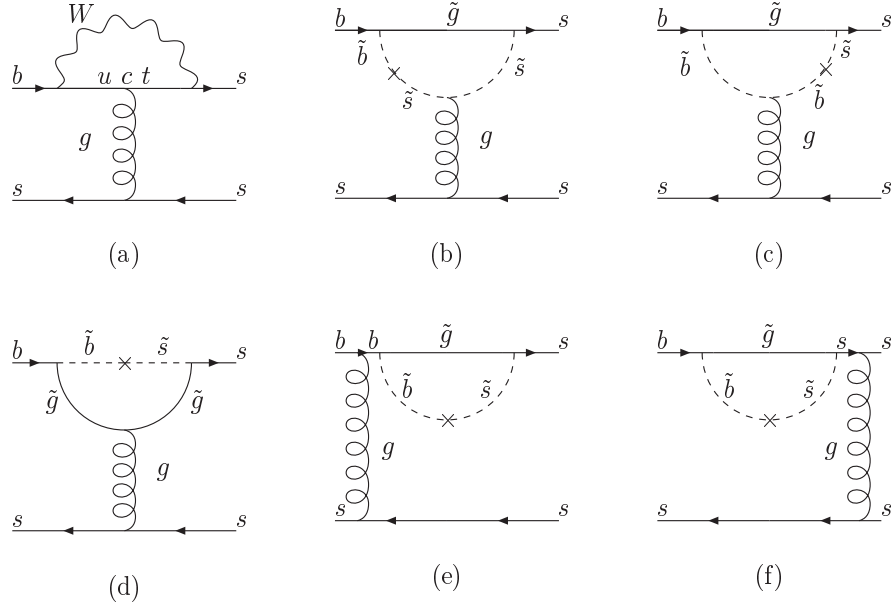 W
b u c t s
g
s s
(a)
b g̃ s
b̃ s̃
s̃
g
s s
(b)
b g̃ s
b̃ s̃
b̃
g
s s
(c)
b b̃ s̃ s
g̃ g̃
g
s s
(d)
b b g̃ s
b̃ s̃
g
s s
(e)
b g̃ s s
b̃ s̃
g
s s
(f)